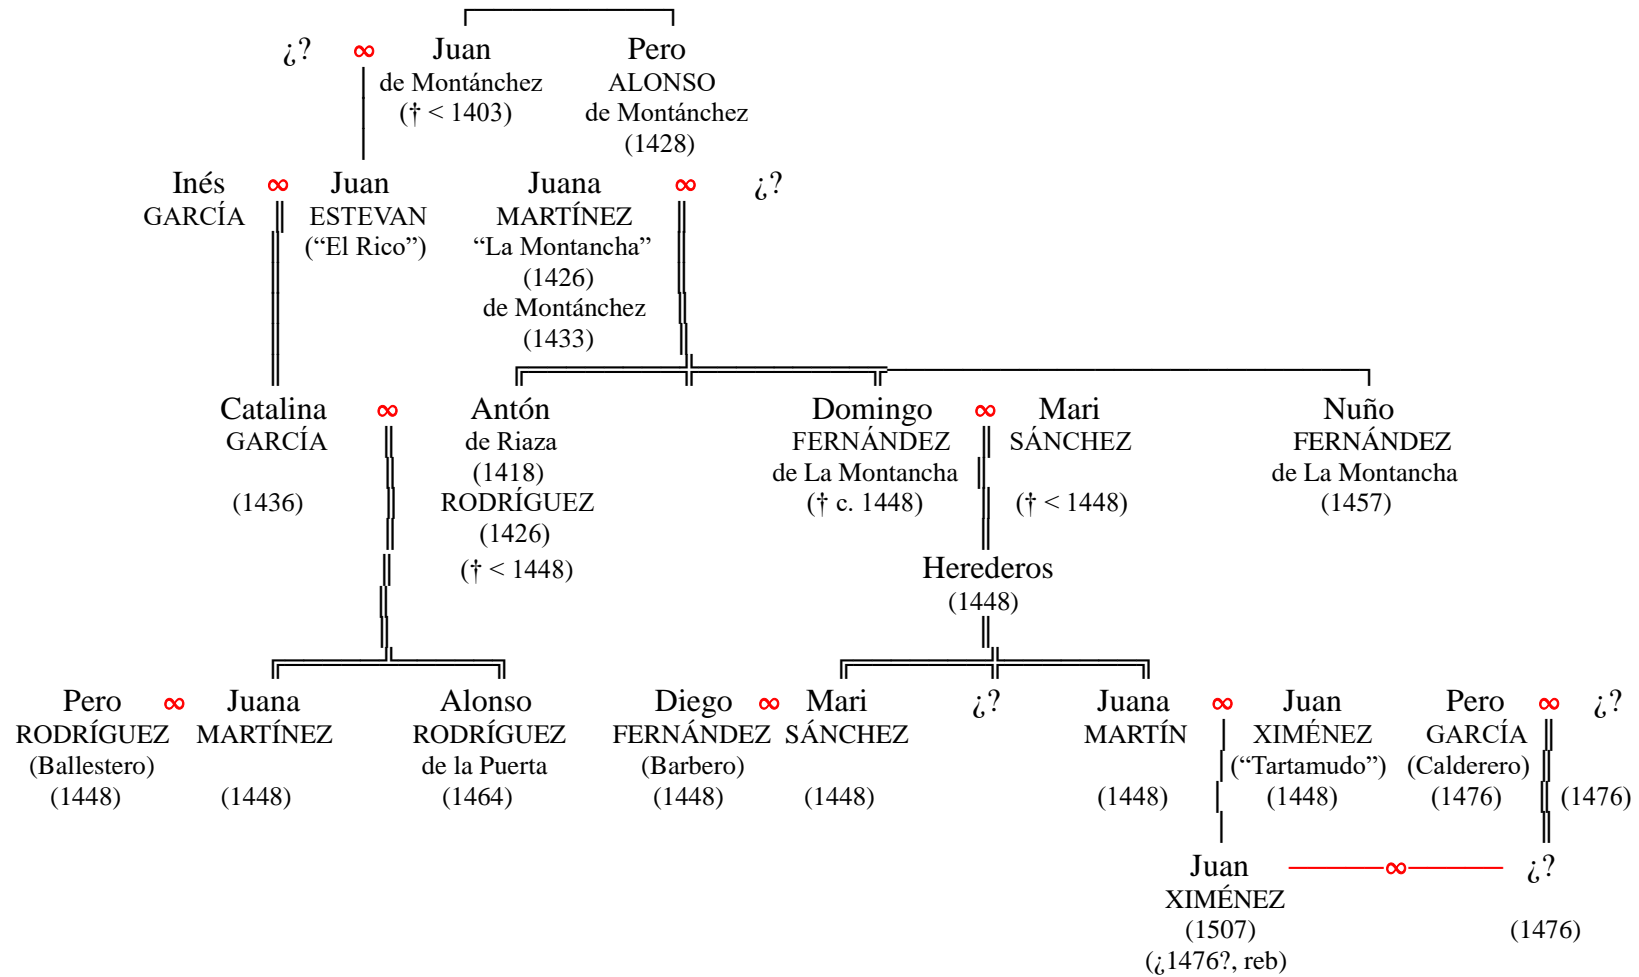 ¿? ∞ Juan Pero
de Montánchez ALONSO
(† < 1403) de Montánchez
(1428)
Inés ∞ Juan Juana ∞ ¿?
GARCÍA ESTEVAN MARTÍNEZ
(“El Rico”) “La Montancha”
(1426)
de Montánchez
(1433)
Catalina ∞ Antón Domingo ∞ Mari Nuño
GARCÍA de Riaza FERNÁNDEZ SÁNCHEZ FERNÁNDEZ
(1418) de La Montancha de La Montancha
(1436) RODRÍGUEZ († c. 1448) († < 1448) (1457)
(1426)
(† < 1448) Herederos
(1448)
Pero ∞ Juana Alonso Diego ∞ Mari ¿? Juana ∞ Juan Pero ∞ ¿?
RODRÍGUEZ MARTÍNEZ RODRÍGUEZ FERNÁNDEZ SÁNCHEZ MARTÍN XIMÉNEZ GARCÍA
(Ballestero) de la Puerta (Barbero) (“Tartamudo”) (Calderero)
(1448) (1448) (1464) (1448) (1448) (1448) (1448) (1476) (1476)
Juan ∞ ¿?
XIMÉNEZ
(1507) (1476)
(¿1476?, reb)